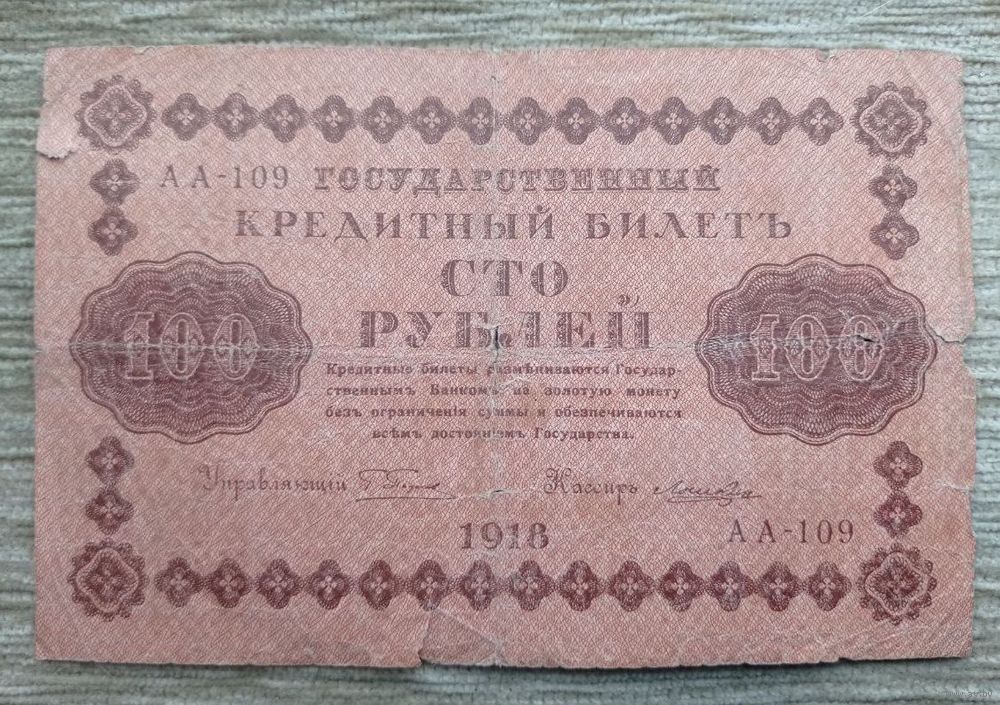 АА-109 ГОСУДАРСТВЕННЫЙ
КРЕДИТНЫЙ БИЛЕТЪ
СТО
РУБЛЕЙ
100
100
Кредитные билеты размѣниваются Государ-
ственнымъ Банкомъ на золотую монету
безъ ограниченія суммы и обезпечиваются
всѣмъ достояніемъ Государства.
Управляющій
Кассиръ
1918
АА-109